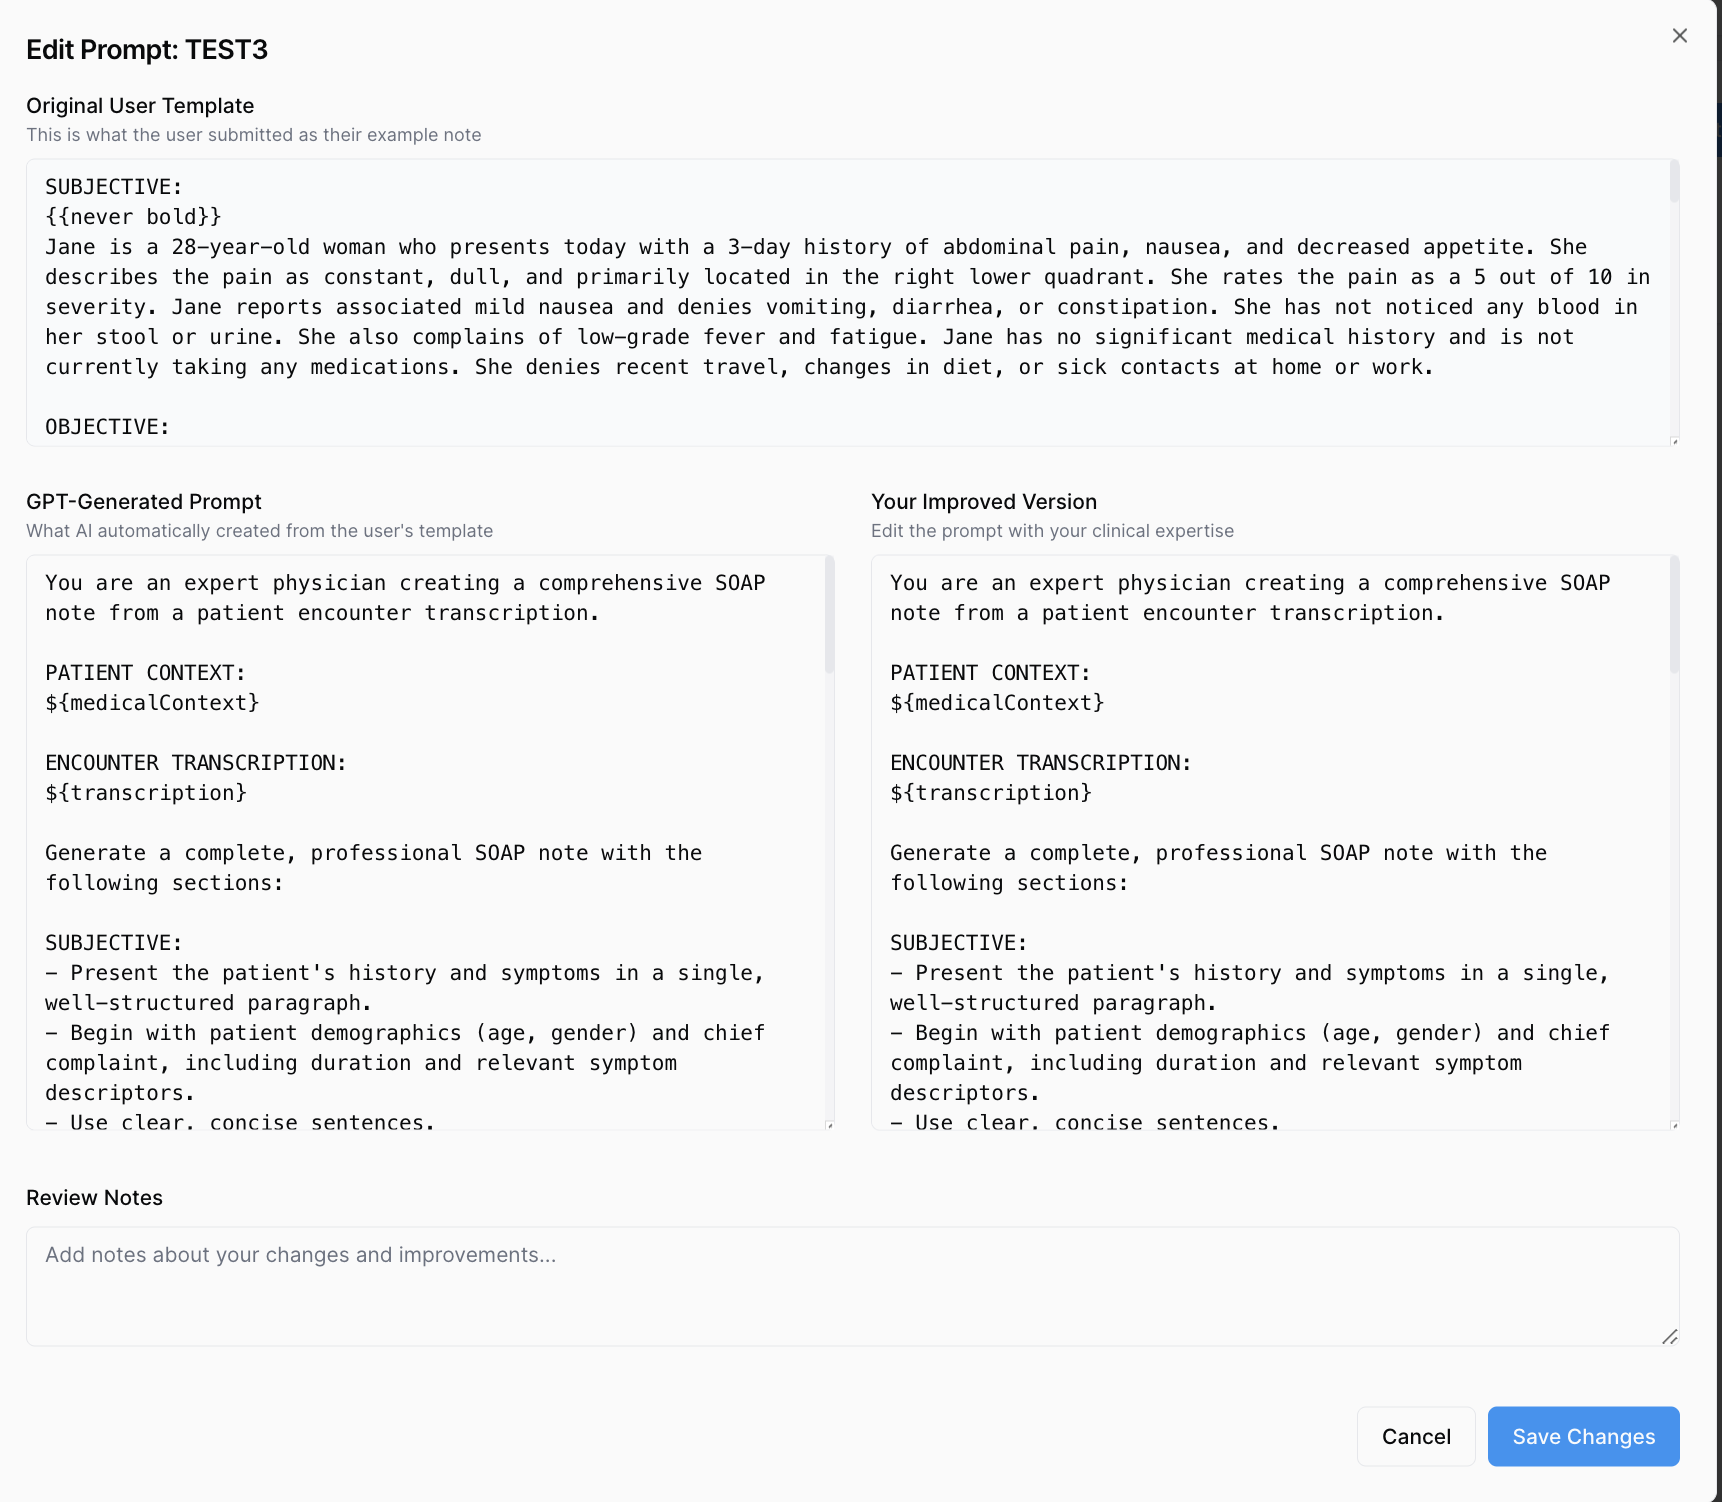 Edit Prompt: TEST3
Original User Template
This is what the user submitted as their example note
SUBJECTIVE:
{{never bold}}
Jane is a 28-year-old woman who presents today with a 3-day history of abdominal pain, nausea, and decreased appetite. She
describes the pain as constant, dull, and primarily located in the right lower quadrant. She rates the pain as a 5 out of 10 in
severity. Jane reports associated mild nausea and denies vomiting, diarrhea, or constipation. She has not noticed any blood in
her stool or urine. She also complains of low-grade fever and fatigue. Jane has no significant medical history and is not
currently taking any medications. She denies recent travel, changes in diet, or sick contacts at home or work.
OBJECTIVE:
GPT-Generated Prompt
What AI automatically created from the user's template
You are an expert physician creating a comprehensive SOAP
note from a patient encounter transcription.
PATIENT CONTEXT:
${medicalContext}
ENCOUNTER TRANSCRIPTION:
${transcription}
Generate a complete, professional SOAP note with the
following sections:
SUBJECTIVE:
- Present the patient's history and symptoms in a single,
well-structured paragraph.
- Begin with patient demographics (age, gender) and chief
complaint, including duration and relevant symptom
descriptors.
- Use clear, concise sentences.
Your Improved Version
Edit the prompt with your clinical expertise
You are an expert physician creating a comprehensive SOAP
note from a patient encounter transcription.
PATIENT CONTEXT:
${medicalContext}
ENCOUNTER TRANSCRIPTION:
${transcription}
Generate a complete, professional SOAP note with the
following sections:
SUBJECTIVE:
- Present the patient's history and symptoms in a single,
well-structured paragraph.
- Begin with patient demographics (age, gender) and chief
complaint, including duration and relevant symptom
descriptors.
- Use clear, concise sentences.
Review Notes
Add notes about your changes and improvements...
Cancel
Save Changes